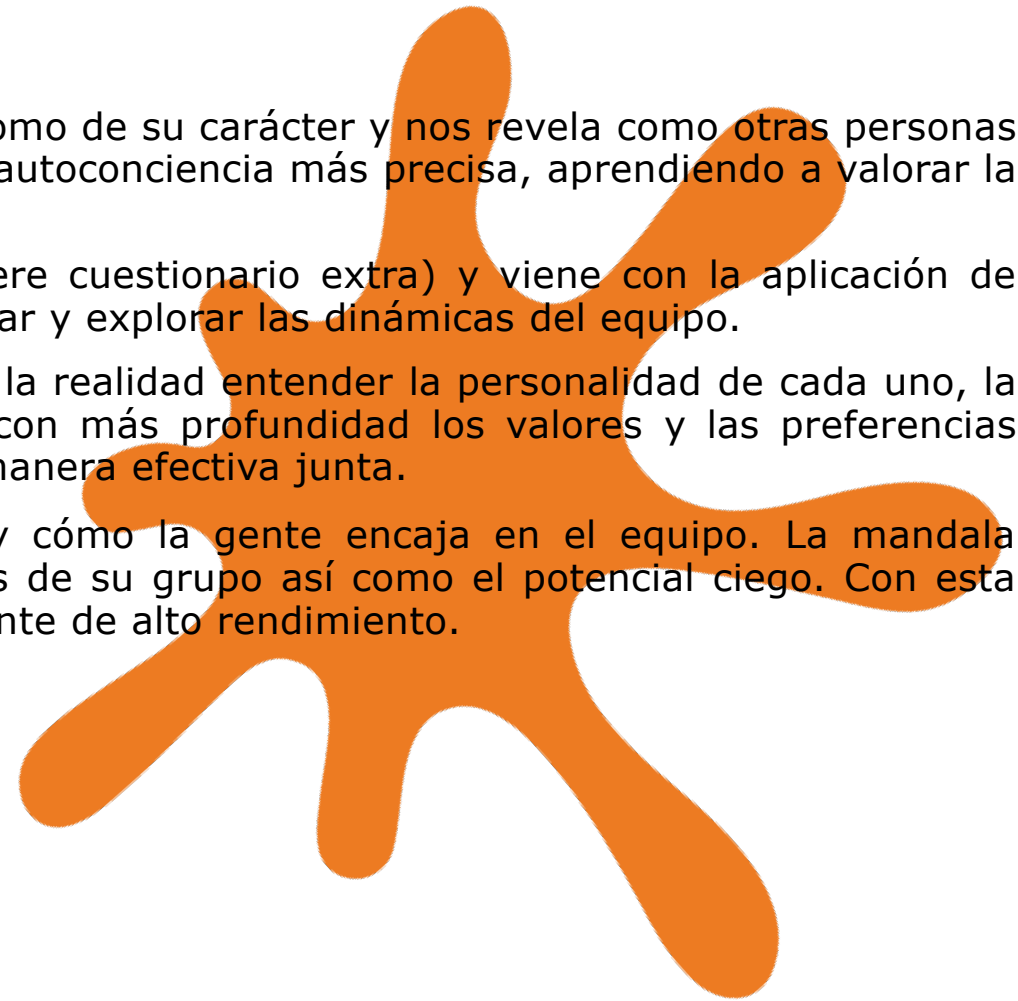 omo de su carácter y nos revela como otras personas
autoconciencia más precisa, aprendiendo a valorar la
ere cuestionario extra) y viene con la aplicación de
ar y explorar las dinámicas del equipo.
la realidad entender la personalidad de cada uno, la
con más profundidad los valores y las preferencias
manera efectiva junta.
y cómo la gente encaja en el equipo. La mandala
s de su grupo así como el potencial ciego. Con esta
nte de alto rendimiento.